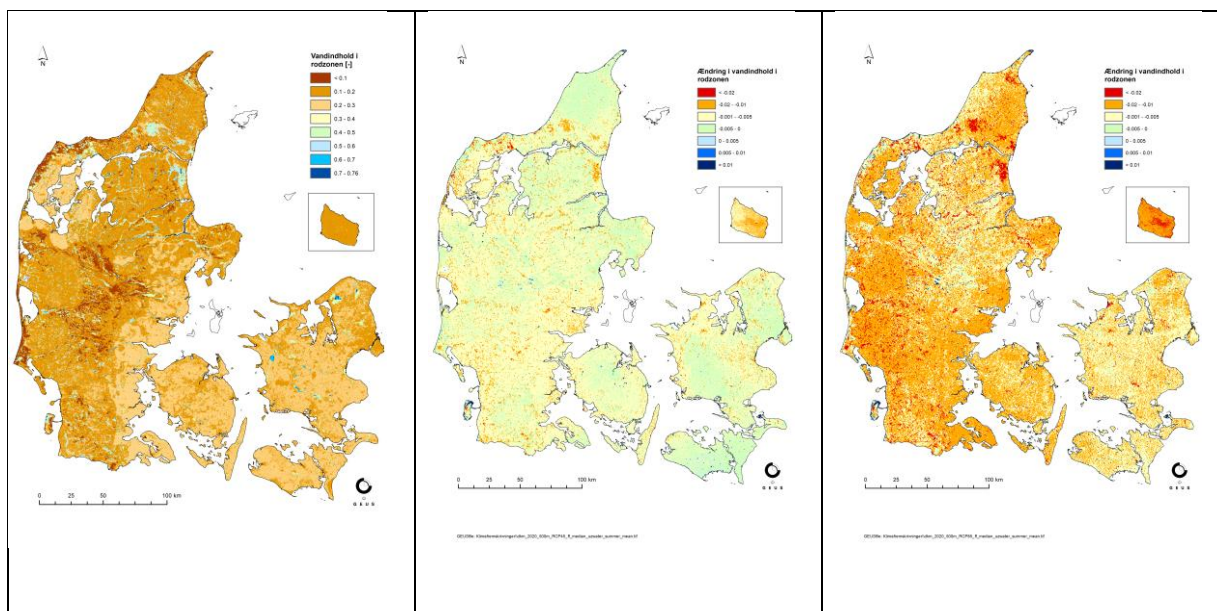 N
Vandindhold i
rodzonen [-]
< 0.1
0.1 - 0.2
0.2 - 0.3
0.3 - 0.4
0.4 - 0.5
0.5 - 0.6
0.6 - 0.7
0.7 - 0.76
0 25 50 100 km
G E U S
N
Ændring i vandindhold i
rodzonen
< -0.02
-0.02 - -0.01
-0.001 - -0.005
-0.005 - 0
0 - 0.005
0.005 - 0.01
> 0.01
0 25 50 100 km
G E U S
N
Ændring i vandindhold i
rodzonen
< -0.02
-0.02 - -0.01
-0.001 - -0.005
-0.005 - 0
0 - 0.005
0.005 - 0.01
> 0.01
0 25 50 100 km
G E U S